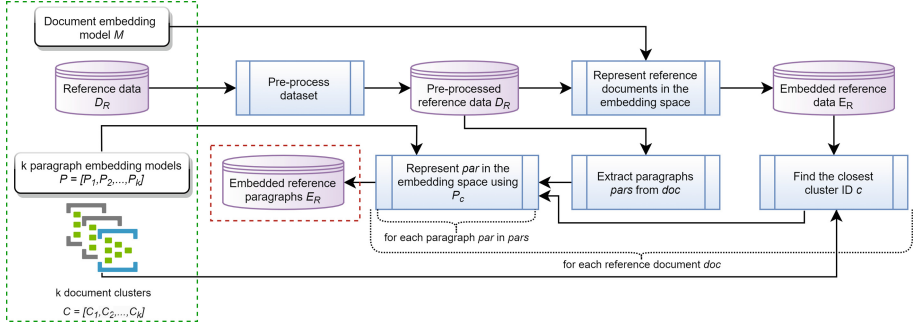 Document embedding
model M
Reference data
D_R
Pre-process
dataset
Pre-processed
reference data D_R
Represent reference
documents in the
embedding space
Embedded reference
data E_R
k paragraph embedding models
P = [P_1,P_2,...,P_k]
Embedded reference
paragraphs E_R
Represent par in the
embedding space using
P_c
Extract paragraphs
pars from doc
Find the closest
cluster ID c
for each paragraph par in pars
for each reference document doc
k document clusters
C = [C_1,C_2,...,C_k]